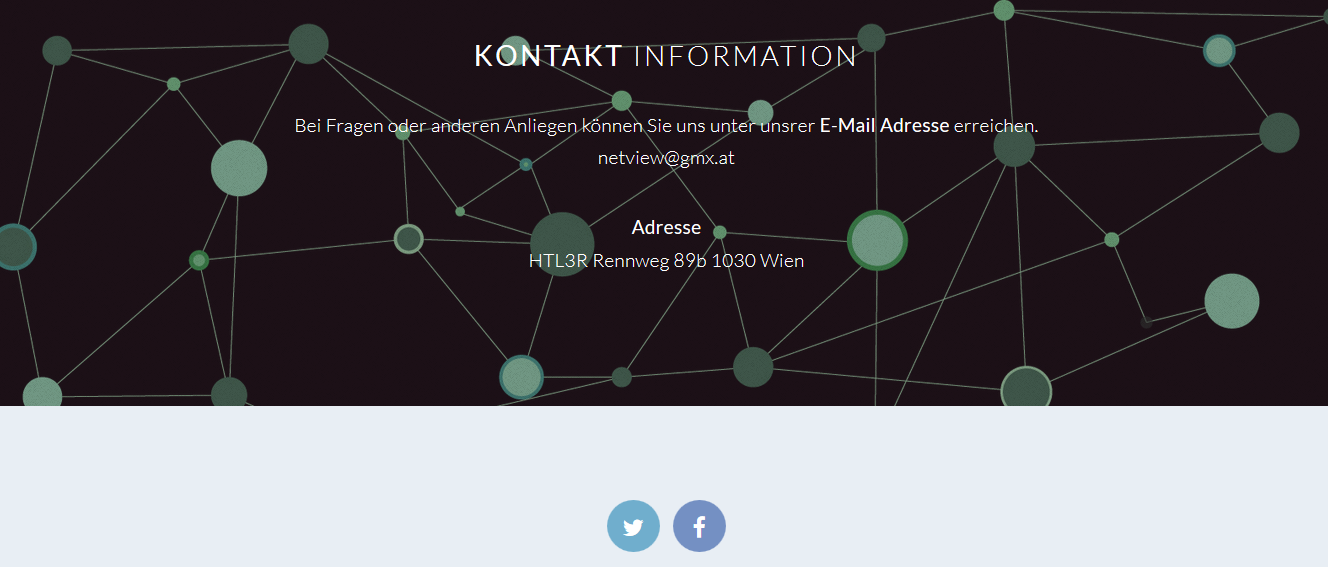 KONTAKT INFORMATION
Bei Fragen oder anderen Anliegen können Sie uns unter unsrer E-Mail Adresse erreichen.
netview@gmx.at
Adresse
HTL3R Rennweg 89b 1030 Wien